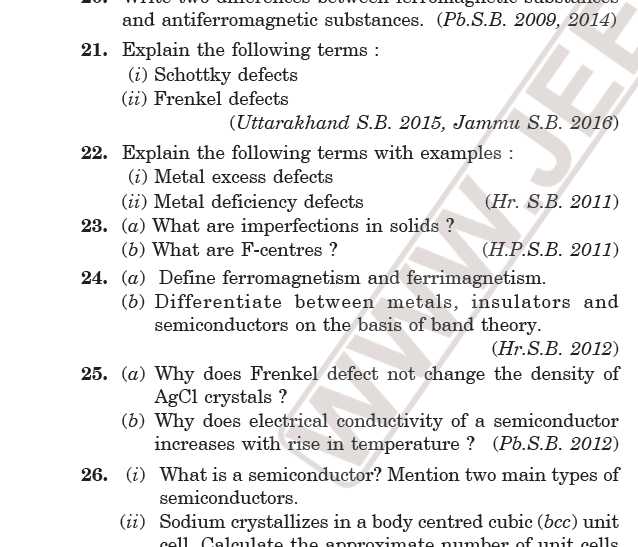 20. Write two differences between ferromagnetic substances
and antiferromagnetic substances. (Pb.S.B. 2009, 2014)
21. Explain the following terms :
(i) Schottky defects
(ii) Frenkel defects
(Uttarakhand S.B. 2015, Jammu S.B. 2016)
22. Explain the following terms with examples :
(i) Metal excess defects
(ii) Metal deficiency defects (Hr. S.B. 2011)
23. (a) What are imperfections in solids ?
(b) What are F-centres ? (H.P.S.B. 2011)
24. (a) Define ferromagnetism and ferrimagnetism.
(b) Differentiate between metals, insulators and
semiconductors on the basis of band theory.
(Hr.S.B. 2012)
25. (a) Why does Frenkel defect not change the density of
AgCl crystals ?
(b) Why does electrical conductivity of a semiconductor
increases with rise in temperature ? (Pb.S.B. 2012)
26. (i) What is a semiconductor? Mention two main types of
semiconductors.
(ii) Sodium crystallizes in a body centred cubic (bcc) unit
cell. Calculate the approximate number of unit cells
WWW.JEE